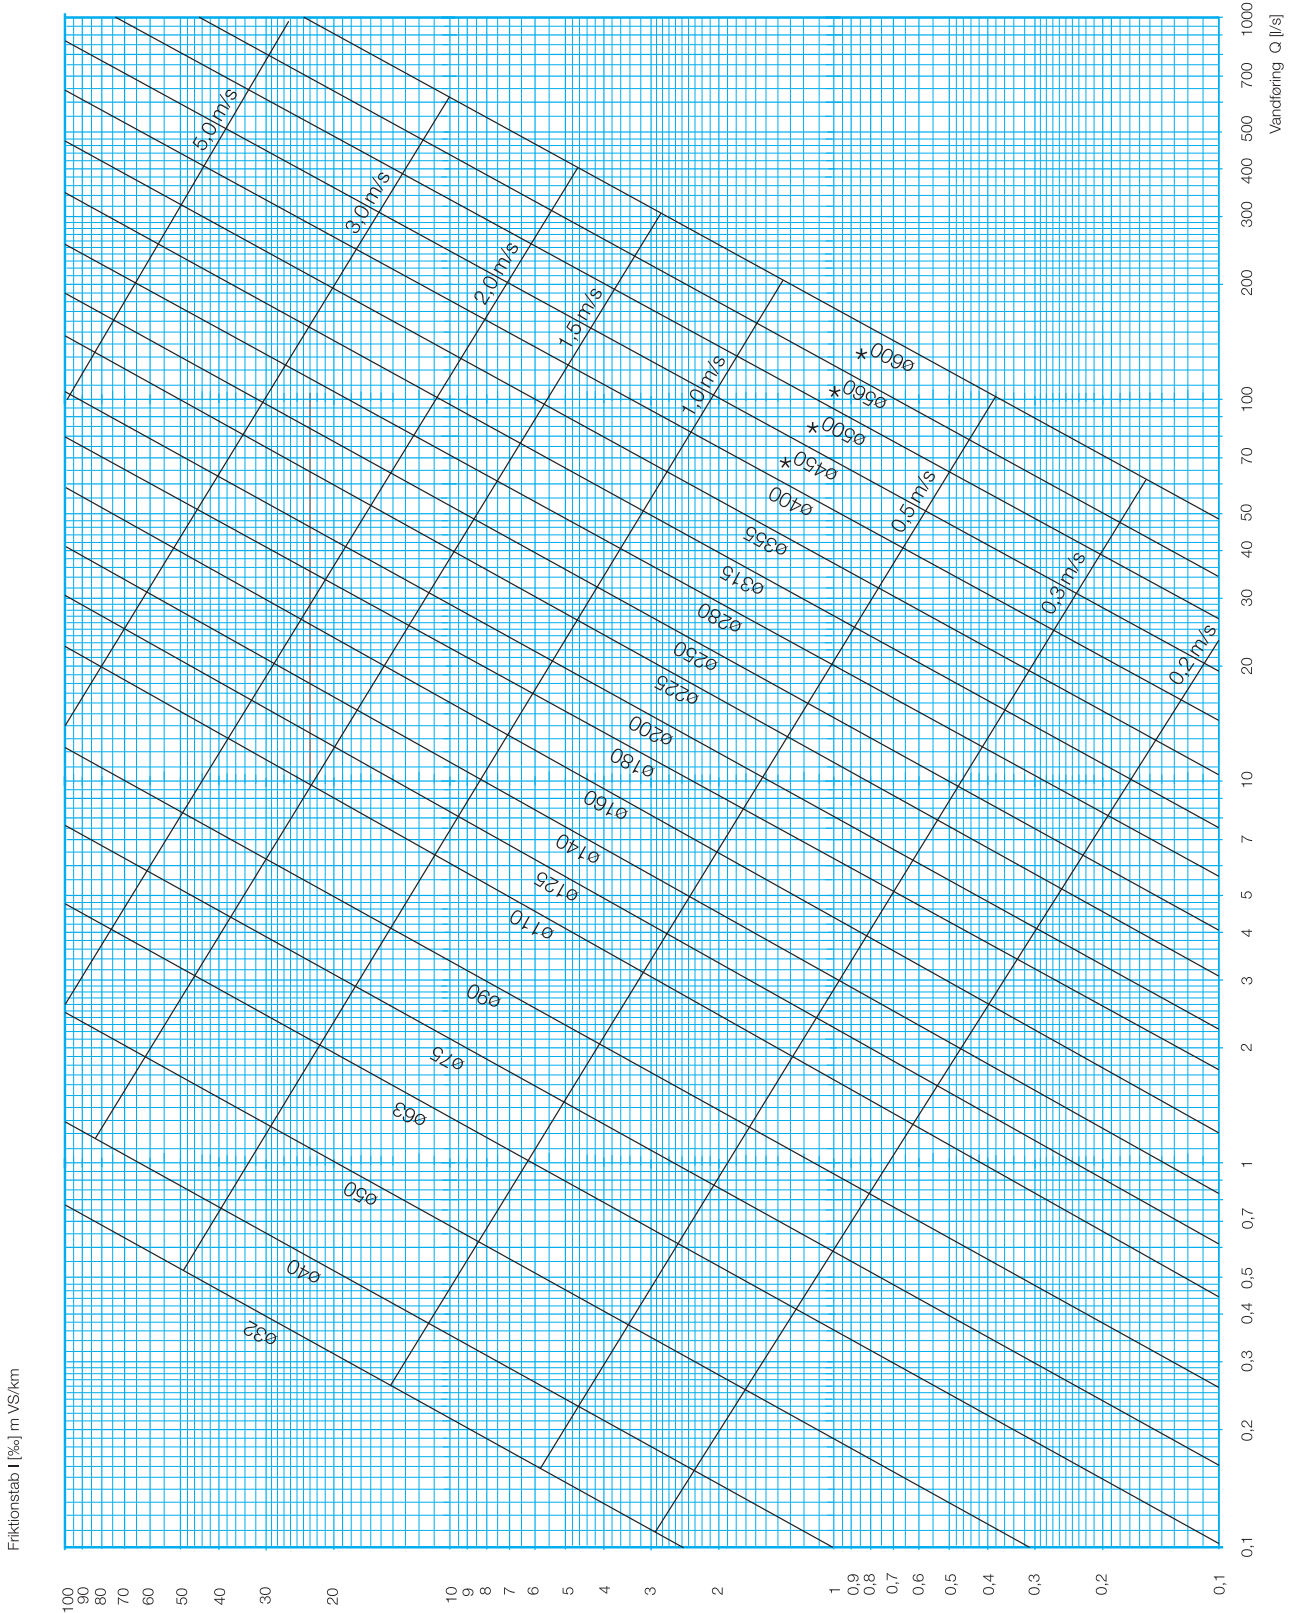 Friktionstab I [‰] m VS/km
100
90
80
70
60
50
40
30
20
10
9
8
7
6
5
4
3
2
1
0,9
0,8
0,7
0,6
0,5
0,4
0,3
0,2
0,1
Vandføring Q [l/s]
0,1
0,2
0,3
0,4
0,5
0,7
1
2
3
4
5
7
10
20
30
40
50
70
100
200
300
400
500
700
1000
5,0 m/s
3,0 m/s
2,0 m/s
1,5 m/s
1,0 m/s
0,5 m/s
0,3 m/s
0,2 m/s
ø32
ø40
ø50
ø63
ø75
ø90
ø110
ø125
ø140
ø160
ø180
ø200
ø225
ø250
ø280
ø315
ø355
ø400
ø450*
ø500*
ø560*
ø600*